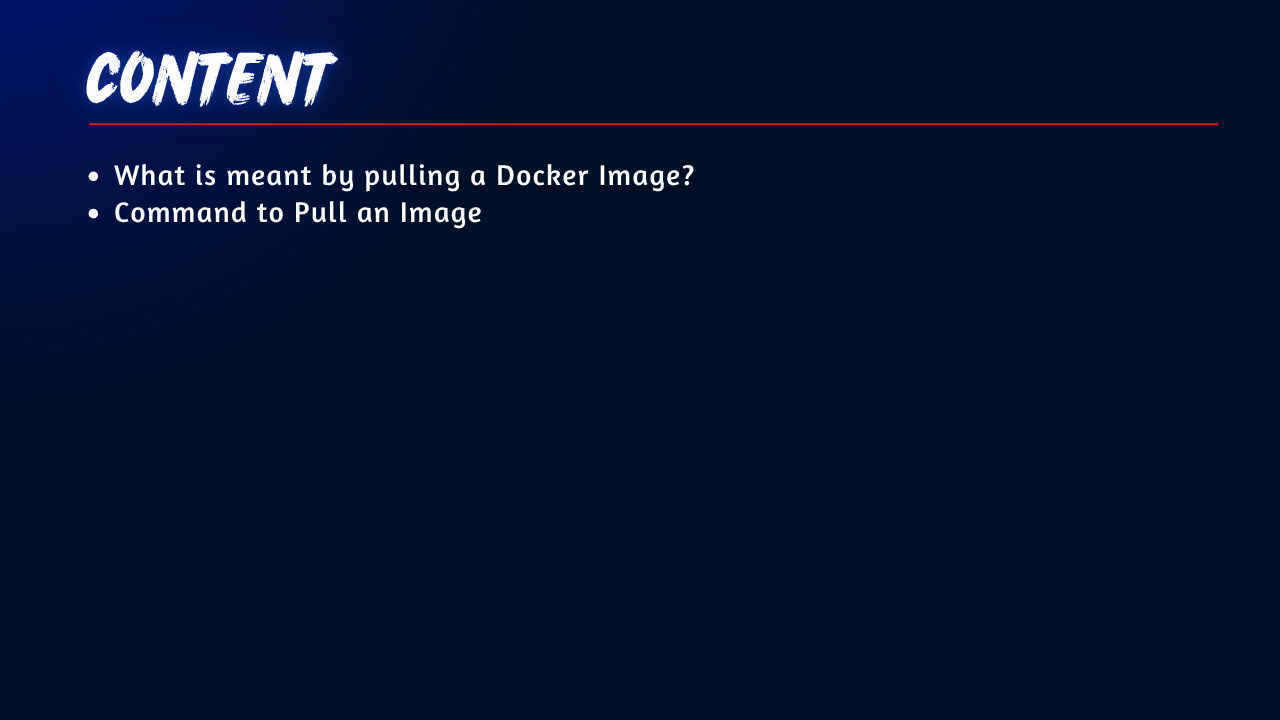 CONTENT
• What is meant by pulling a Docker Image?
• Command to Pull an Image